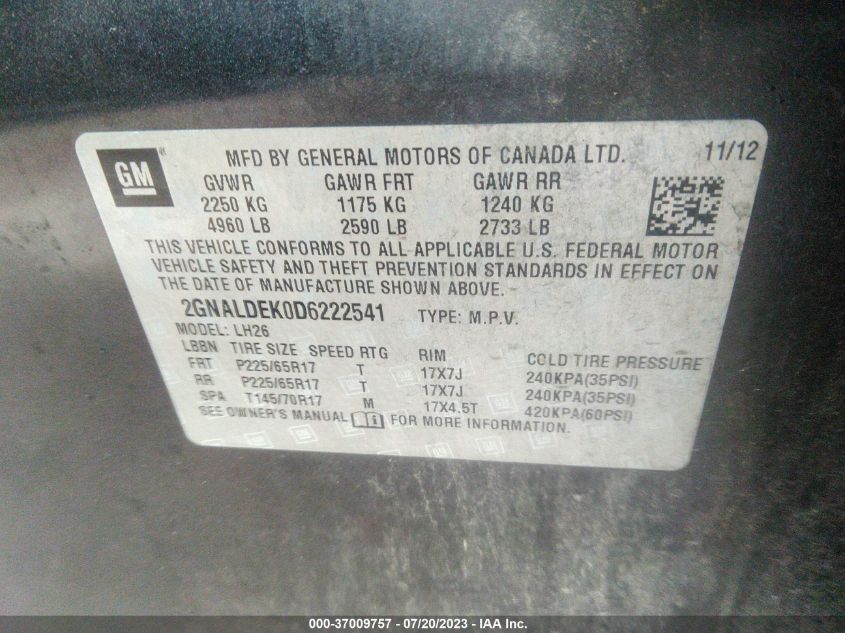 GM MFD BY GENERAL MOTORS OF CANADA LTD. 11/12
GVWR GAWR FRT GAWR RR
2250 KG 1175 KG 1240 KG
4960 LB 2590 LB 2733 LB
THIS VEHICLE CONFORMS TO ALL APPLICABLE U.S. FEDERAL MOTOR
VEHICLE SAFETY AND THEFT PREVENTION STANDARDS IN EFFECT ON
THE DATE OF MANUFACTURE SHOWN ABOVE.
2GNALDEK0D6222541 TYPE: M.P.V.
MODEL: LH26
LBBN TIRE SIZE SPEED RTG RIM COLD TIRE PRESSURE
FRT P225/65R17 T 17X7J 240KPA(35PSI)
RR P225/65R17 T 17X7J 240KPA(35PSI)
SPA T145/70R17 M 17X4.5T 420KPA(60PSI)
SEE OWNER'S MANUAL FOR MORE INFORMATION.
000-37009757 - 07/20/2023 - IAA Inc.